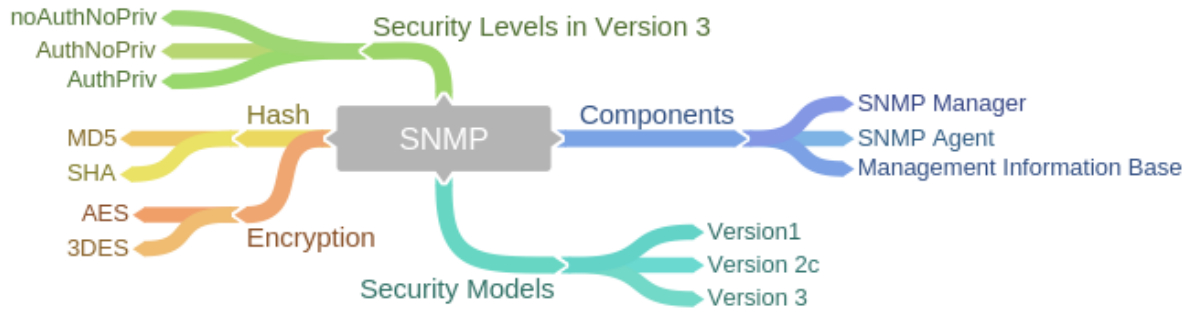 noAuthNoPriv
AuthNoPriv
AuthPriv
Security Levels in Version 3
Hash
MD5
SHA
AES
3DES
Encryption
SNMP
Components
SNMP Manager
SNMP Agent
Management Information Base
Security Models
Version1
Version 2c
Version 3